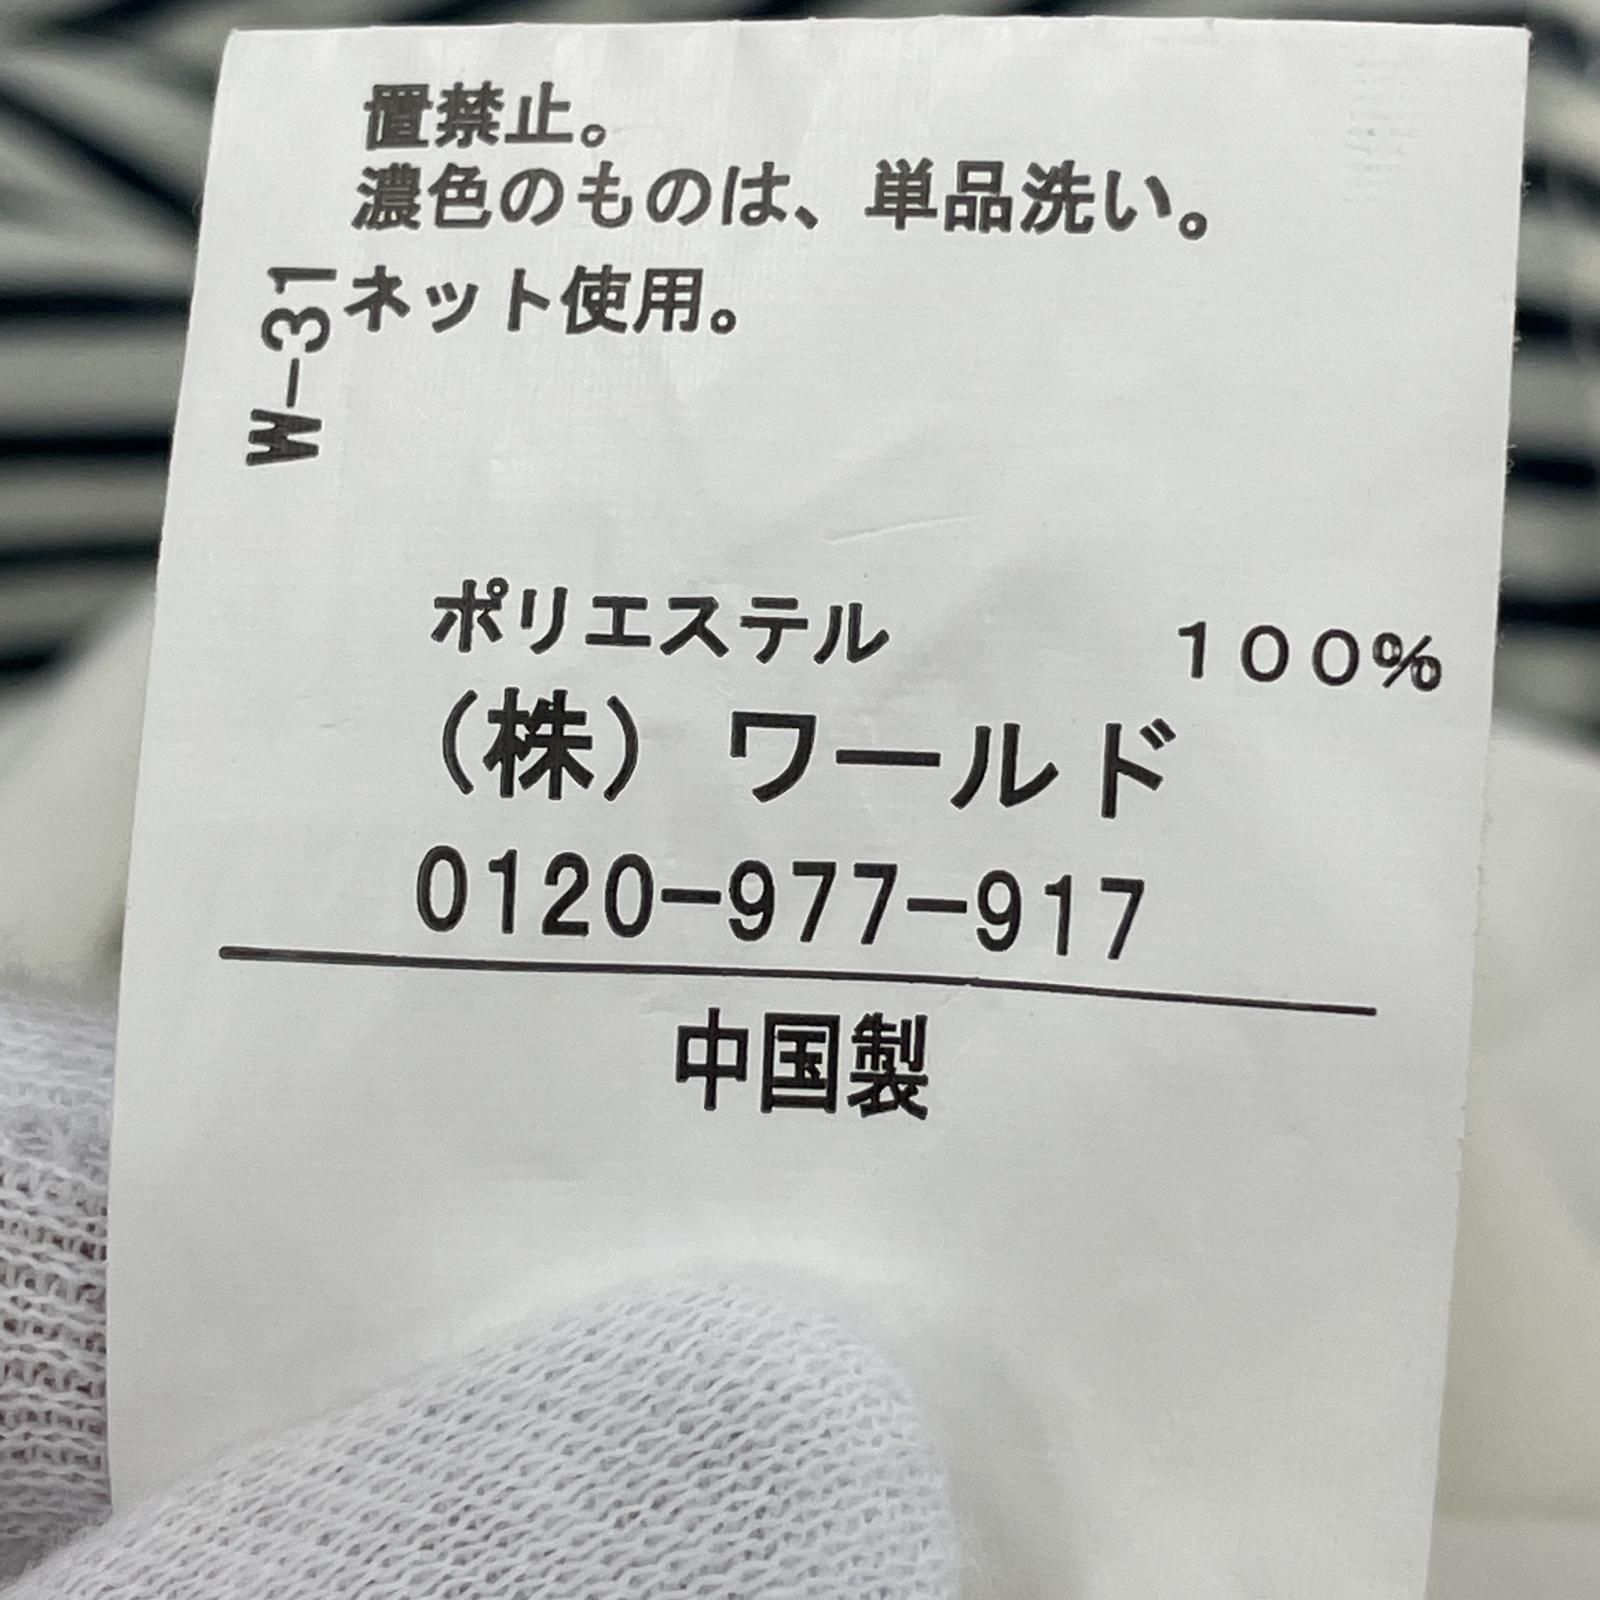 置禁止。
濃色のものは、単品洗い。
ネット使用。
W-31
ポリエステル 100%
(株) ワールド
0120-977-917
中国製